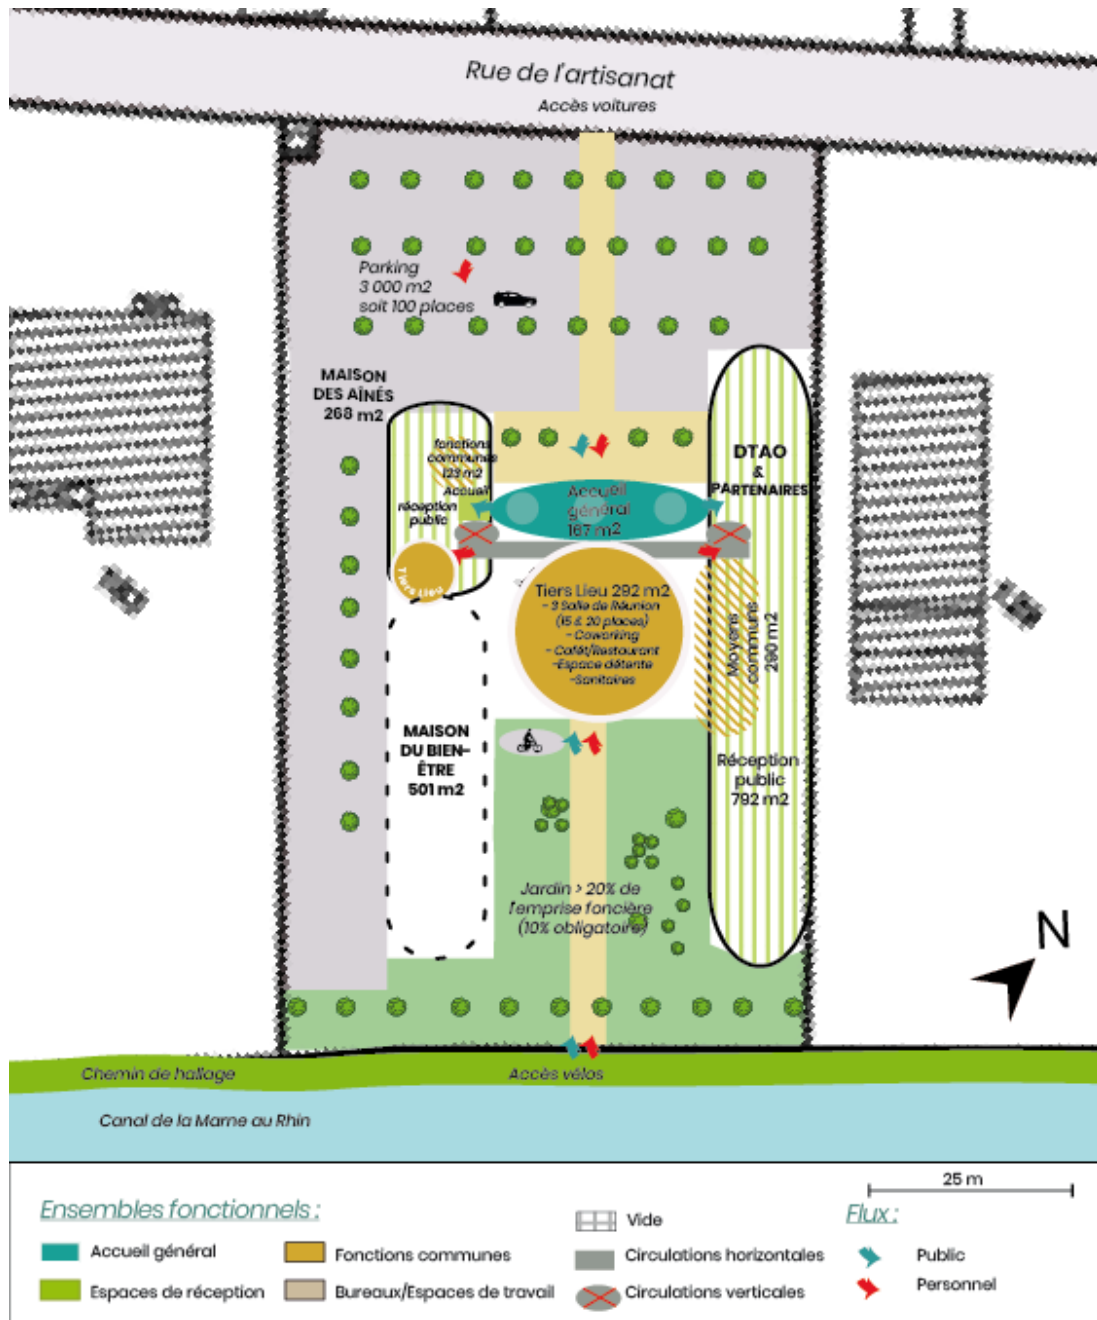 Rue de l'artisanat
Accès voitures
Parking
3 000 m2
soit 100 places
MAISON
DES AÎNÉS
268 m2
fonctions
communes
123 m2
Accueil
réception
public
Tiers Lieu
Accueil
général
167 m2
DTAO
&
PARTENAIRES
Tiers Lieu 292 m2
- 3 Salle de Réunion
(15 & 20 places)
- Coworking
- Cafét/Restaurant
-Espace détente
-Sanitaires
Moyens
communs
290 m2
MAISON
DU BIEN-
ÊTRE
501 m2
Réception
public
792 m2
Jardin > 20% de
l'emprise foncière
(10% obligatoire)
N
Chemin de hallage
Accès vélos
Canal de la Marne au Rhin
25 m
Ensembles fonctionnels :
Accueil général
Espaces de réception
Fonctions communes
Bureaux/Espaces de travail
Vide
Circulations horizontales
Circulations verticales
Flux :
Public
Personnel